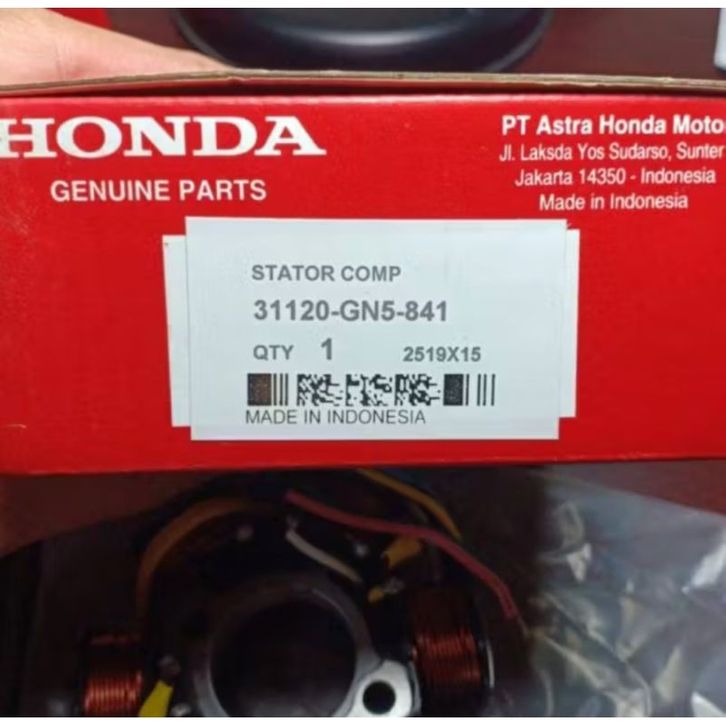 HONDA
GENUINE PARTS
PT Astra Honda Moto
Jl. Laksda Yos Sudarso, Sunter
Jakarta 14350 - Indonesia
Made in Indonesia
STATOR COMP
31120-GN5-841
QTY 1 2519X15
MADE IN INDONESIA